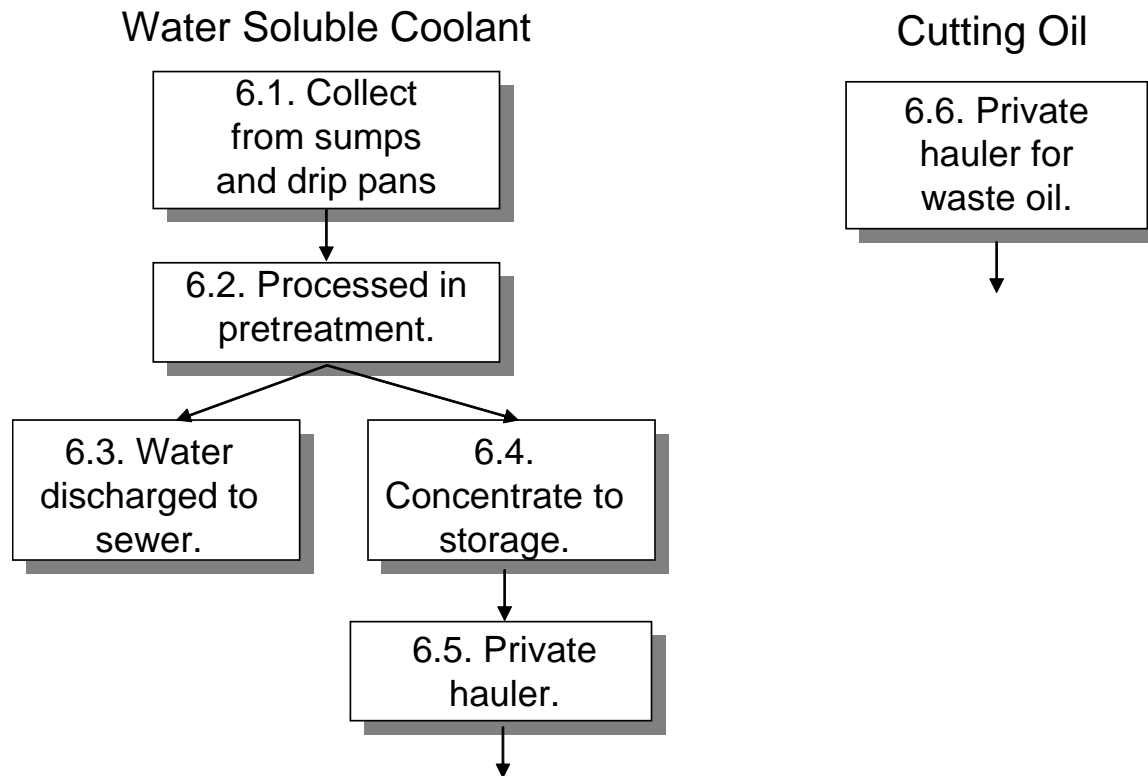 Water Soluble Coolant
6.1. Collect
from sumps
and drip pans
6.2. Processed in
pretreatment.
6.3. Water
discharged to
sewer.
6.4.
Concentrate to
storage.
6.5. Private
hauler.
Cutting Oil
6.6. Private
hauler for
waste oil.